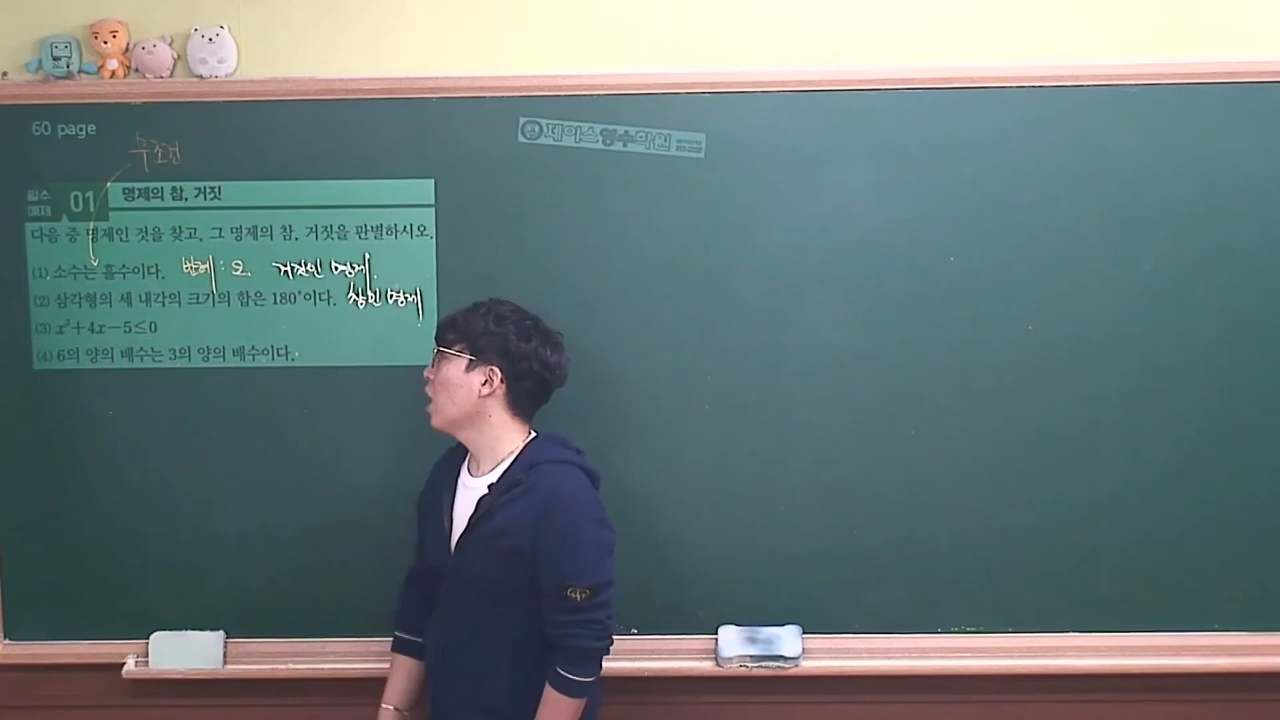 60 page
무조건
제이스영수학원
필수 예제 01 명제의 참, 거짓
다음 중 명제인 것을 찾고, 그 명제의 참, 거짓을 판별하시오.
(1) 소수는 홀수이다. 반례 : 2. 거짓인 명제.
(2) 삼각형의 세 내각의 크기의 합은 180°이다. 참인 명제
(3) x²+4x-5≤0
(4) 6의 양의 배수는 3의 양의 배수이다.